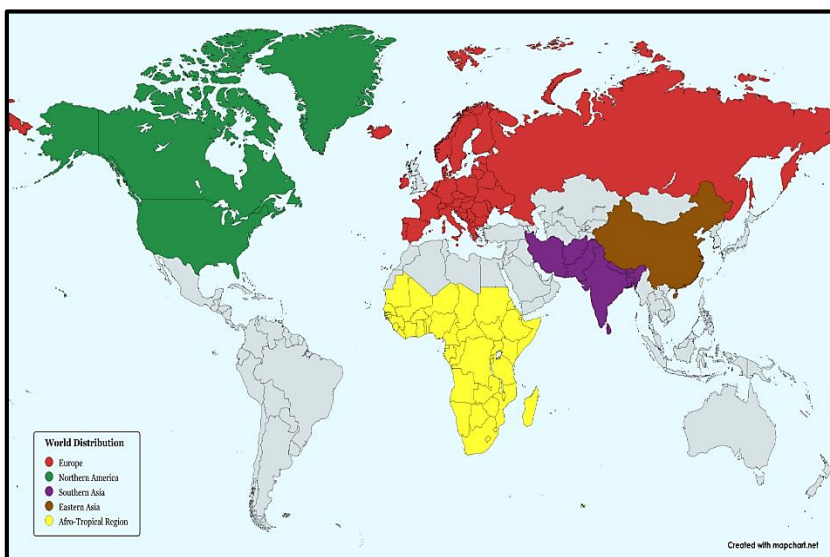 World Distribution
Europe
Northern America
Southern Asia
Eastern Asia
Afro-Tropical Region
Created with mapchart.net